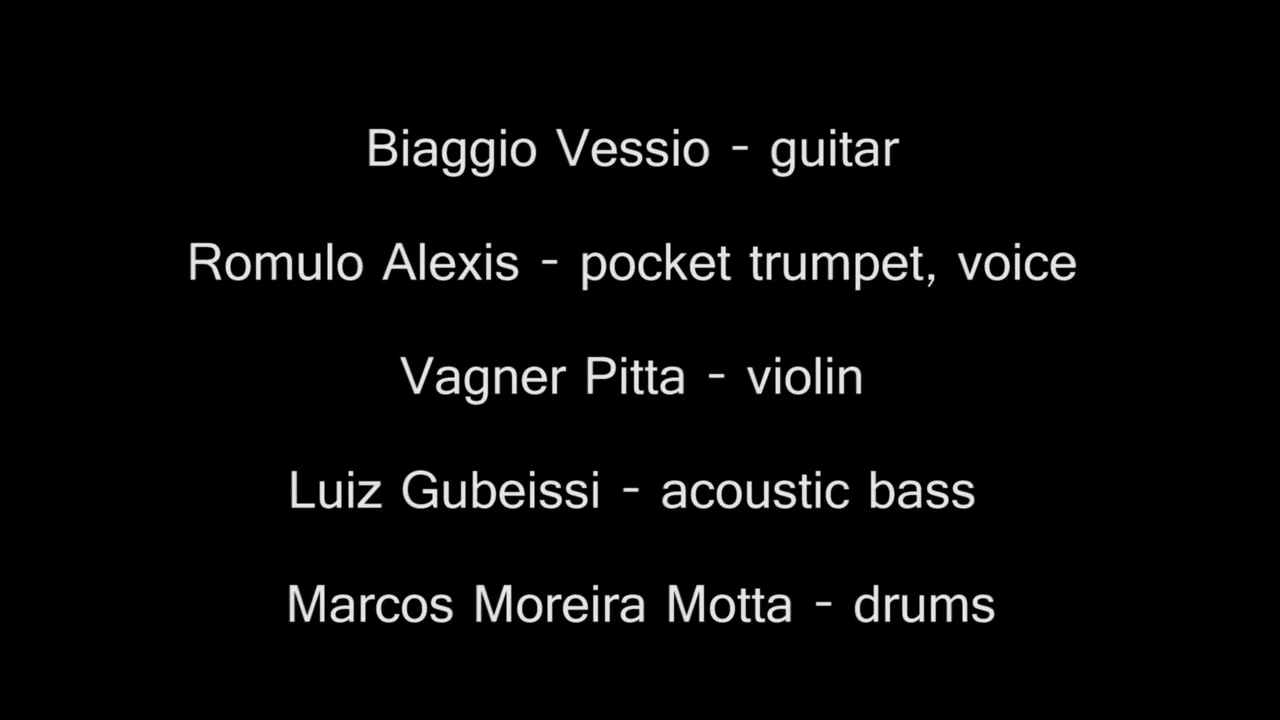 Biaggio Vessio - guitar
Romulo Alexis - pocket trumpet, voice
Vagner Pitta - violin
Luiz Gubeissi - acoustic bass
Marcos Moreira Motta - drums